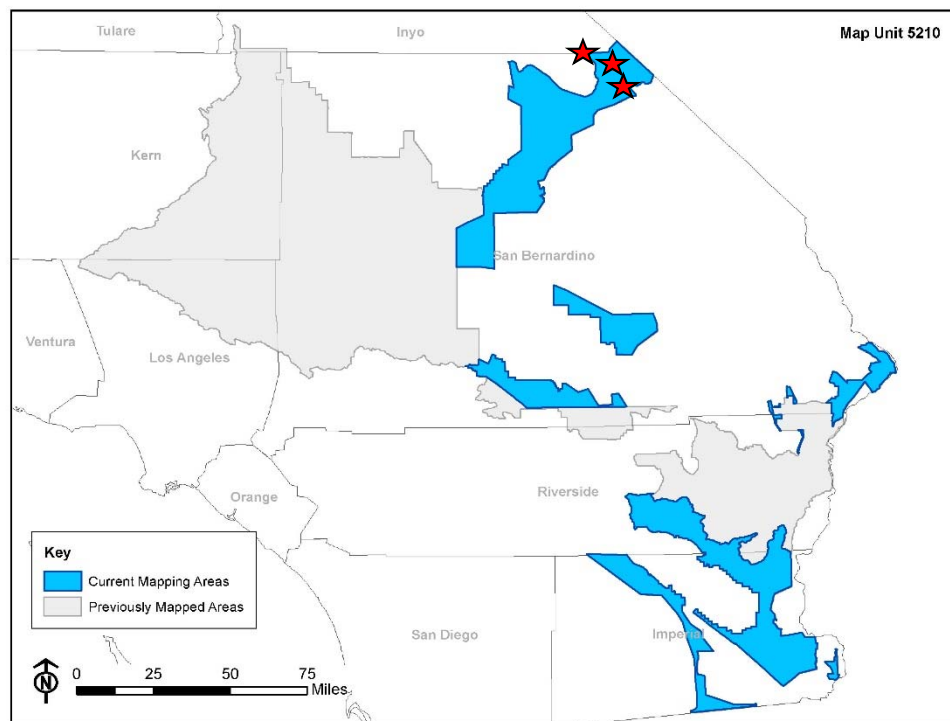 Tulare
Inyo
Map Unit 5210
Kern
San Bernardino
Ventura
Los Angeles
Orange
Riverside
Key
Current Mapping Areas
Previously Mapped Areas
San Diego
Imperial
N
0 25 50 75
Miles